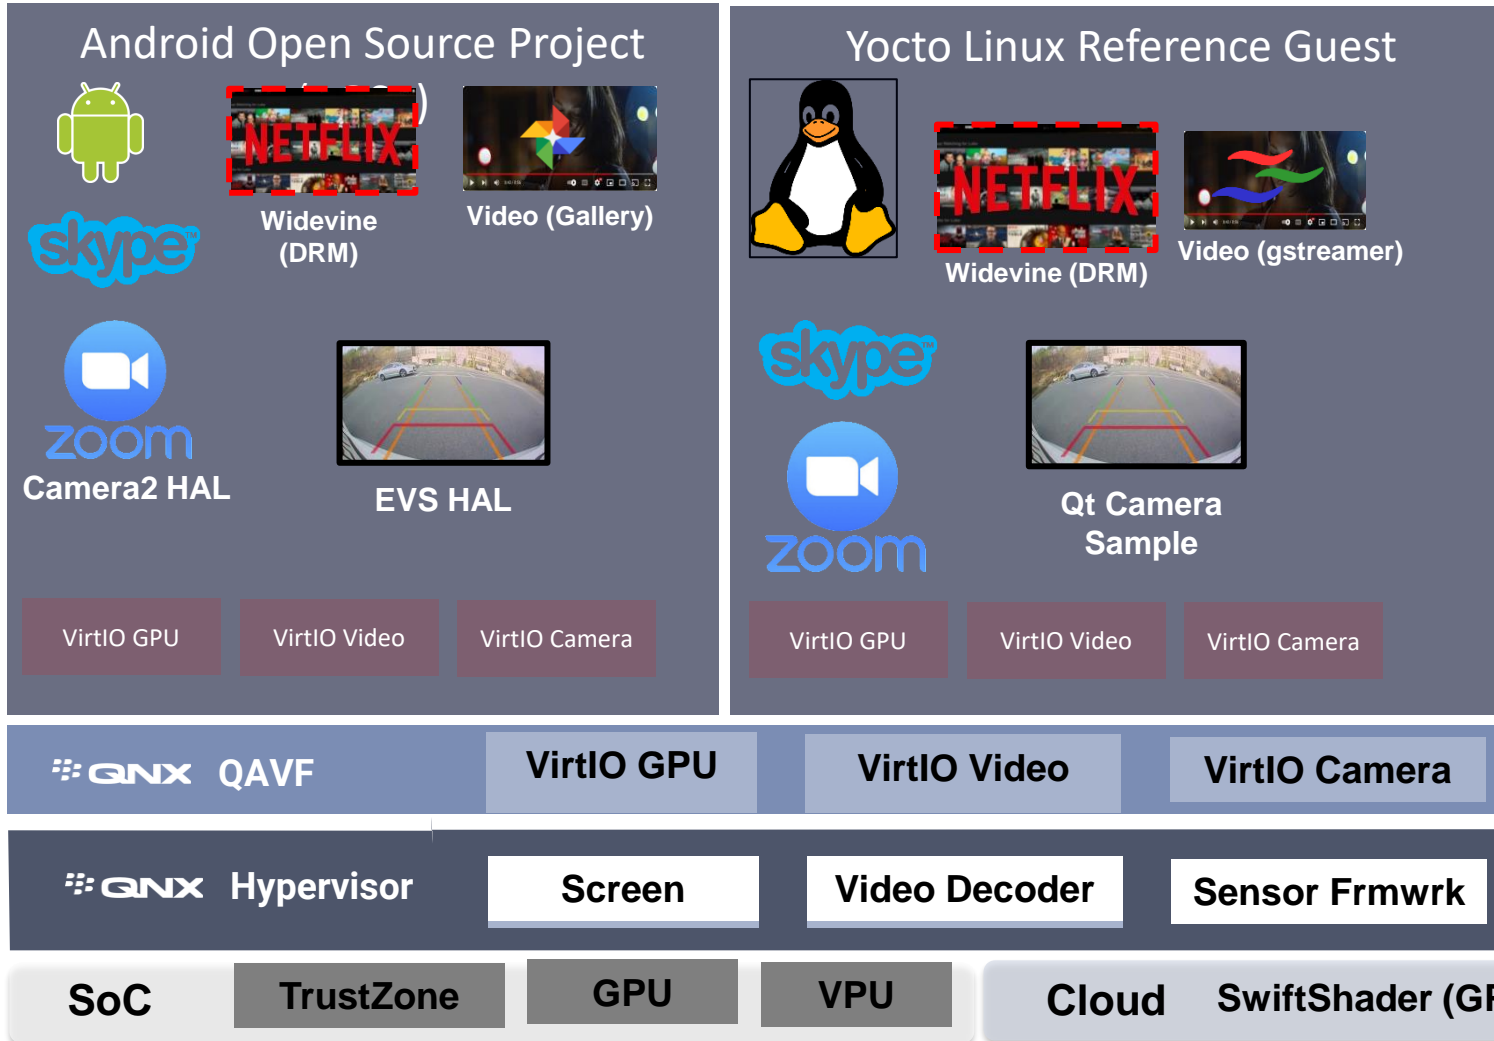 Android Open Source Project
)
Yocto Linux Reference Guest
NETFLIX
Widevine
(DRM)
Video (Gallery)
skype™
zoom
Camera2 HAL
EVS HAL
VirtIO GPU
VirtIO Video
VirtIO Camera
NETFLIX
Widevine (DRM)
Video (gstreamer)
skype™
zoom
Qt Camera
Sample
VirtIO GPU
VirtIO Video
VirtIO Camera
QNX QAVF
VirtIO GPU
VirtIO Video
VirtIO Camera
QNX Hypervisor
Screen
Video Decoder
Sensor Frmwrk
SoC
TrustZone
GPU
VPU
Cloud
SwiftShader